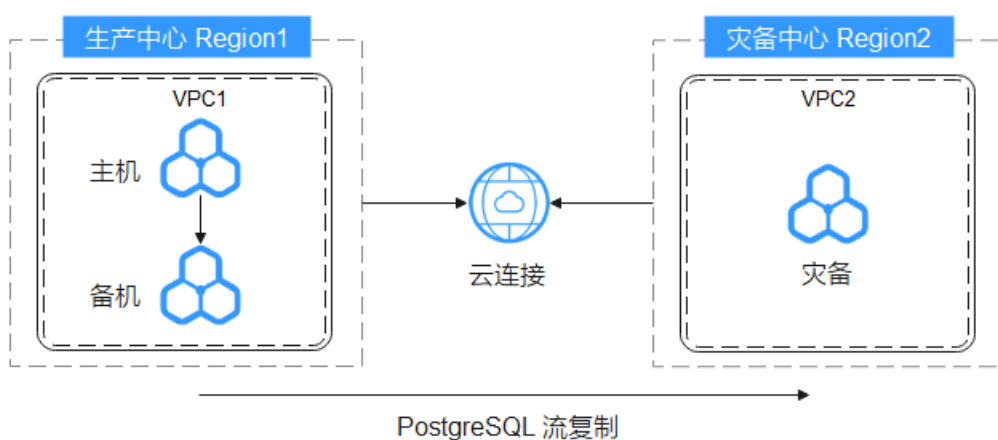 生产中心 Region1
灾备中心 Region2
VPC1
VPC2
主机
备机
云连接
灾备
PostgreSQL 流复制